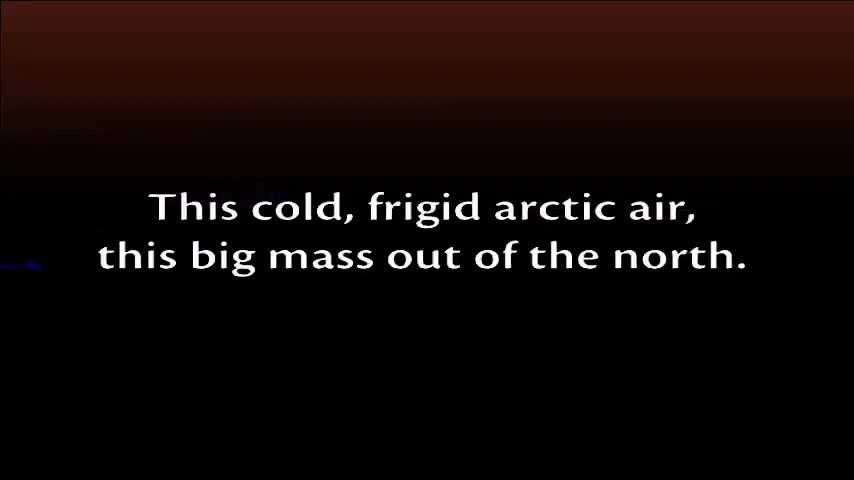 This cold, frigid arctic air,
this big mass out of the north.